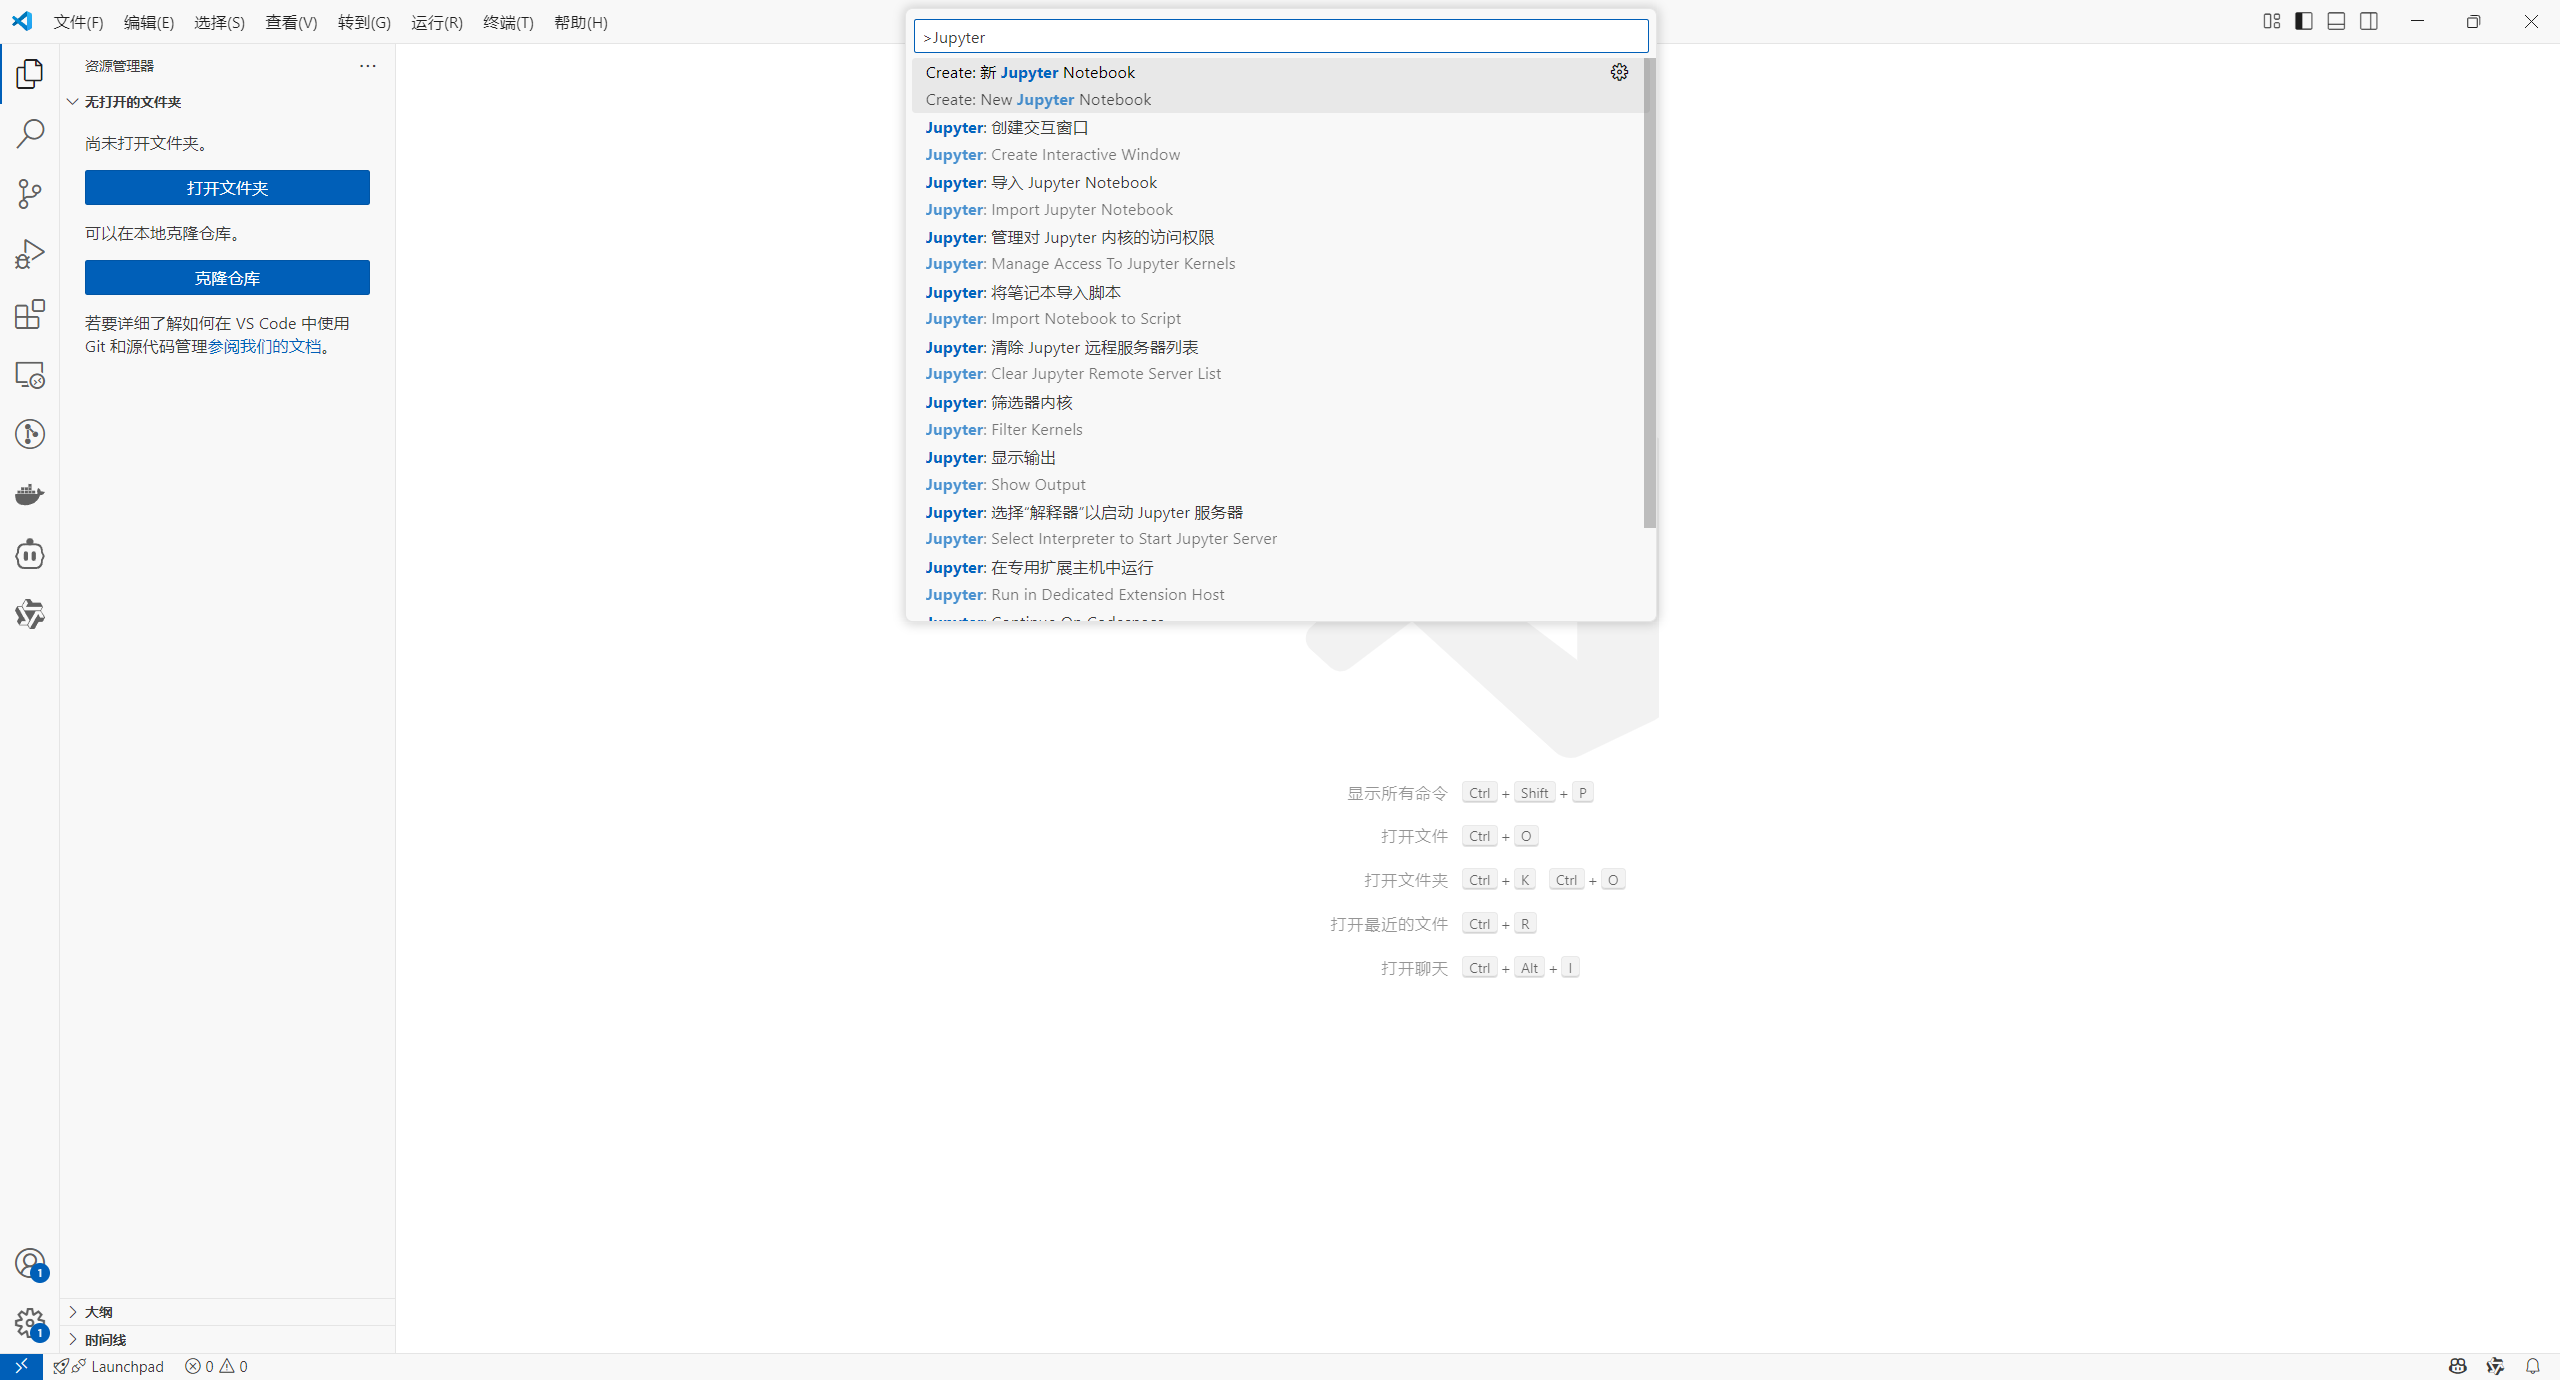 文件(F) 编辑(E) 选择(S) 查看(V) 转到(G) 运行(R) 终端(T) 帮助(H)
>Jupyter
Create: 新 Jupyter Notebook
Create: New Jupyter Notebook
Jupyter: 创建交互窗口
Jupyter: Create Interactive Window
Jupyter: 导入 Jupyter Notebook
Jupyter: Import Jupyter Notebook
Jupyter: 管理对 Jupyter 内核的访问权限
Jupyter: Manage Access To Jupyter Kernels
Jupyter: 将笔记本导入脚本
Jupyter: Import Notebook to Script
Jupyter: 清除 Jupyter 远程服务器列表
Jupyter: Clear Jupyter Remote Server List
Jupyter: 筛选器内核
Jupyter: Filter Kernels
Jupyter: 显示输出
Jupyter: Show Output
Jupyter: 选择“解释器”以启动 Jupyter 服务器
Jupyter: Select Interpreter to Start Jupyter Server
Jupyter: 在专用扩展主机中运行
Jupyter: Run in Dedicated Extension Host
Jupyter: Continue On Codespace
资源管理器
无打开的文件夹
尚未打开文件夹。
打开文件夹
可以在本地克隆仓库。
克隆仓库
若要详细了解如何在 VS Code 中使用
Git 和源代码管理参阅我们的文档。
显示所有命令 Ctrl + Shift + P
打开文件 Ctrl + O
打开文件夹 Ctrl + K Ctrl + O
打开最近的文件 Ctrl + R
打开聊天 Ctrl + Alt + I
1
1
大纲
时间线
Launchpad 0 0